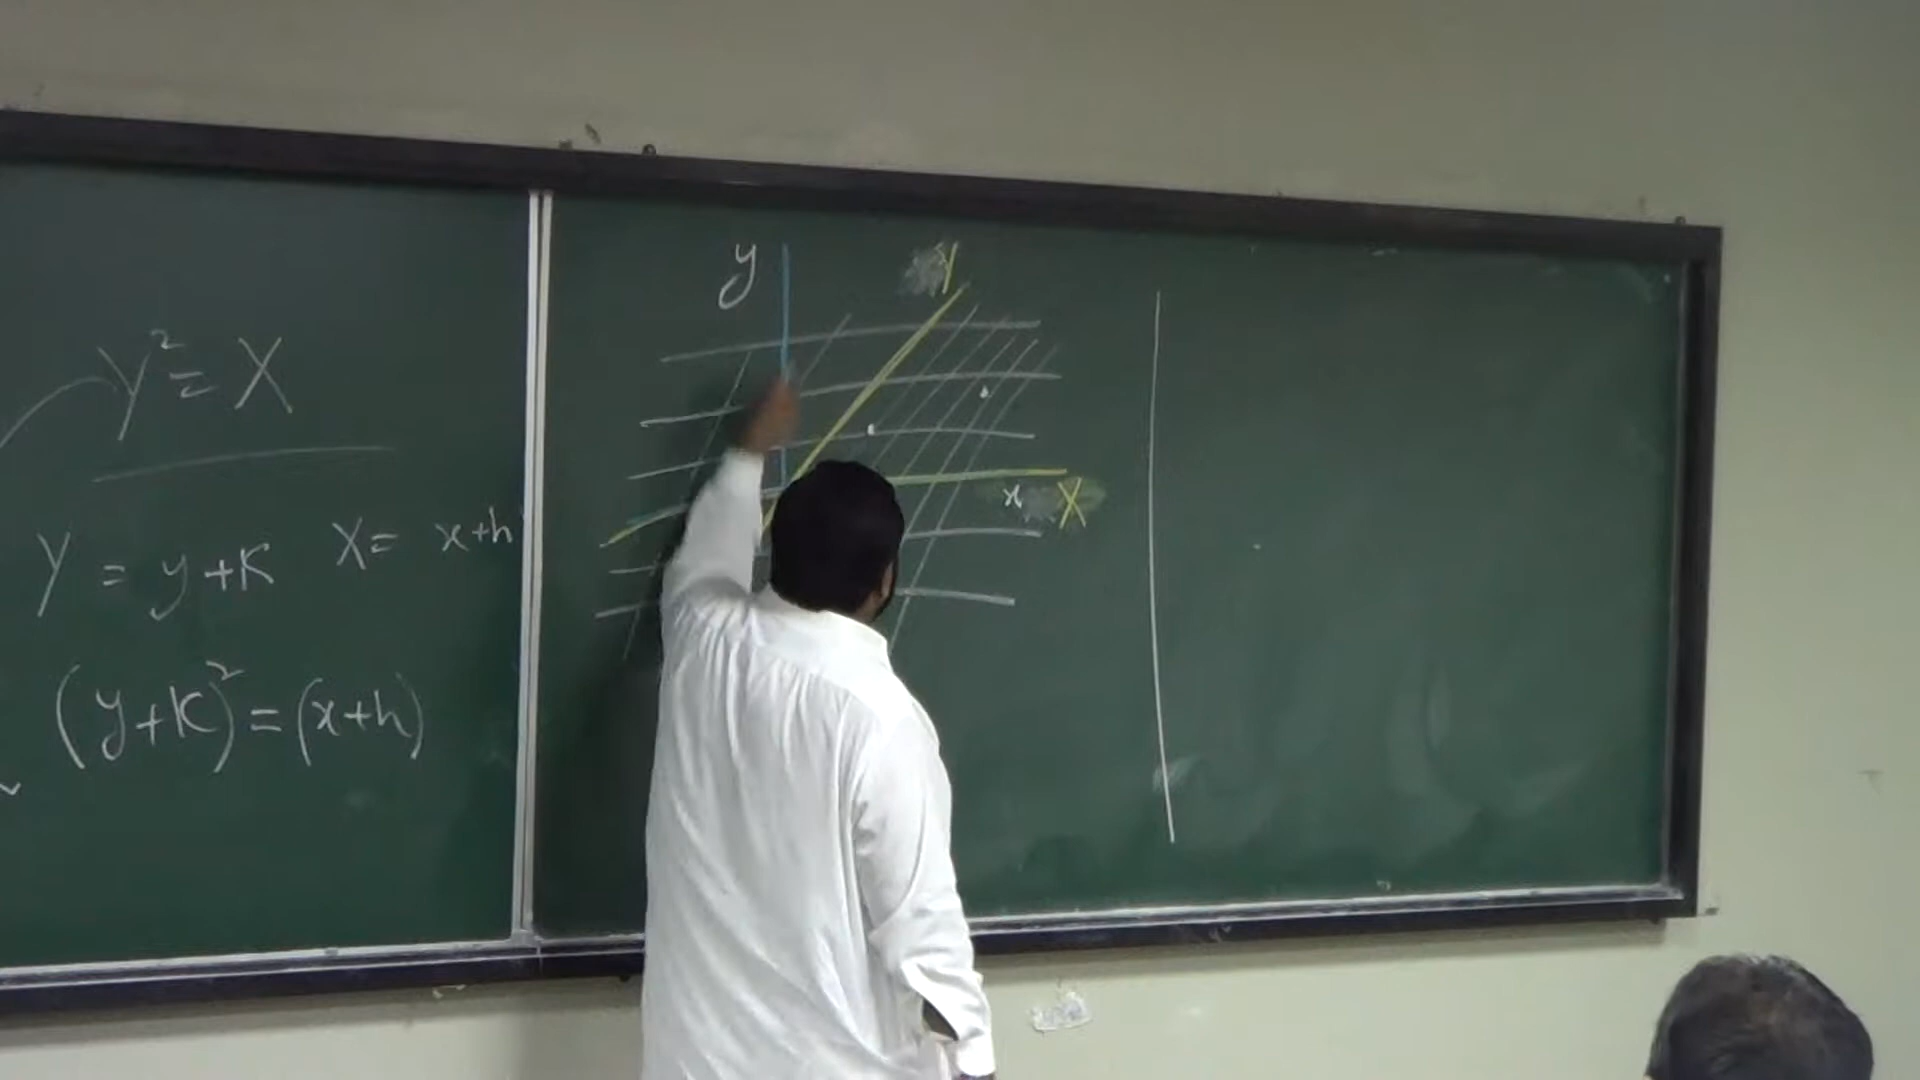 Y² = X
Y = y+K X = x+h
(y+K)² = (x+h)
y Y
x X